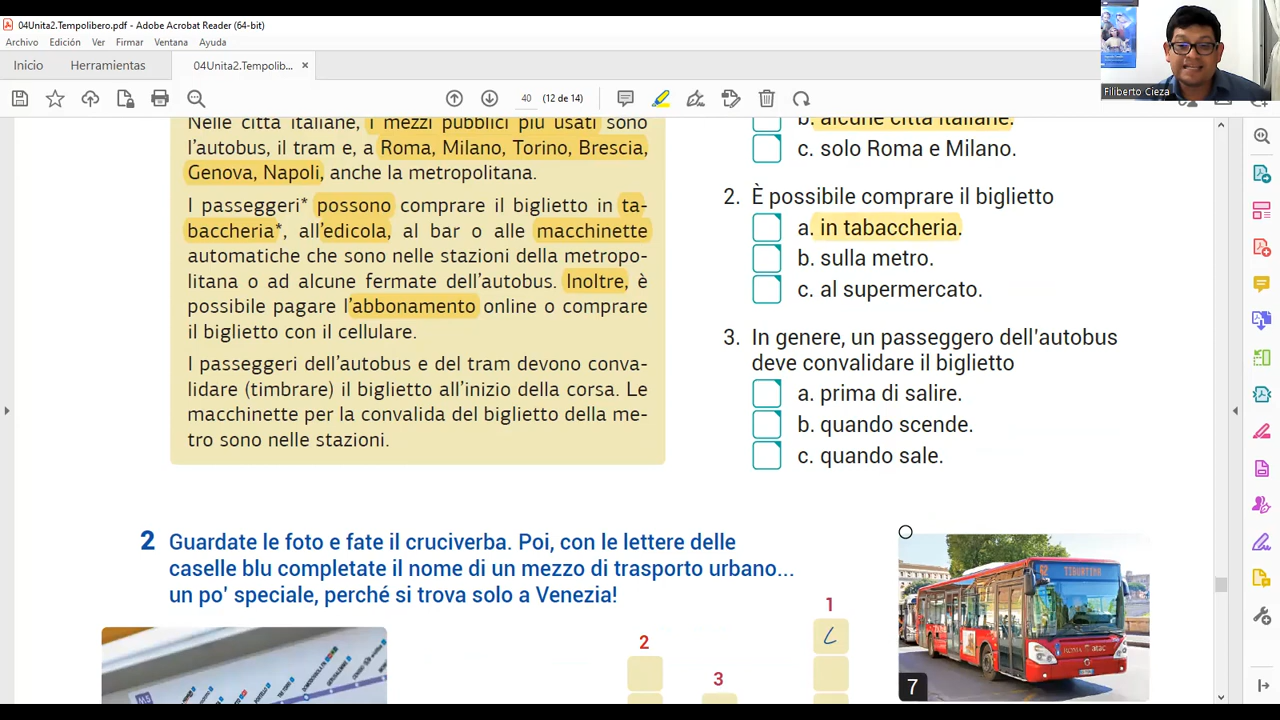 04Unita2.Tempolibero.pdf - Adobe Acrobat Reader (64-bit)
Archivo Edición Ver Firmar Ventana Ayuda
Inicio Herramientas 04Unita2.Tempolib... ×
40 (12 de 14)
Filiberto Cieza
Nelle città italiane, i mezzi pubblici più usati sono
l'autobus, il tram e, a Roma, Milano, Torino, Brescia,
Genova, Napoli, anche la metropolitana.
I passeggeri* possono comprare il biglietto in ta-
baccheria*, all'edicola, al bar o alle macchinette
automatiche che sono nelle stazioni della metropo-
litana o ad alcune fermate dell'autobus. Inoltre, è
possibile pagare l'abbonamento online o comprare
il biglietto con il cellulare.
I passeggeri dell'autobus e del tram devono conva-
lidare (timbrare) il biglietto all'inizio della corsa. Le
macchinette per la convalida del biglietto della me-
tro sono nelle stazioni.
b. alcune città italiane.
c. solo Roma e Milano.
2. È possibile comprare il biglietto
a. in tabaccheria.
b. sulla metro.
c. al supermercato.
3. In genere, un passeggero dell'autobus
deve convalidare il biglietto
a. prima di salire.
b. quando scende.
c. quando sale.
2 Guardate le foto e fate il cruciverba. Poi, con le lettere delle
caselle blu completate il nome di un mezzo di trasporto urbano...
un po' speciale, perché si trova solo a Venezia!
1
2
3
7